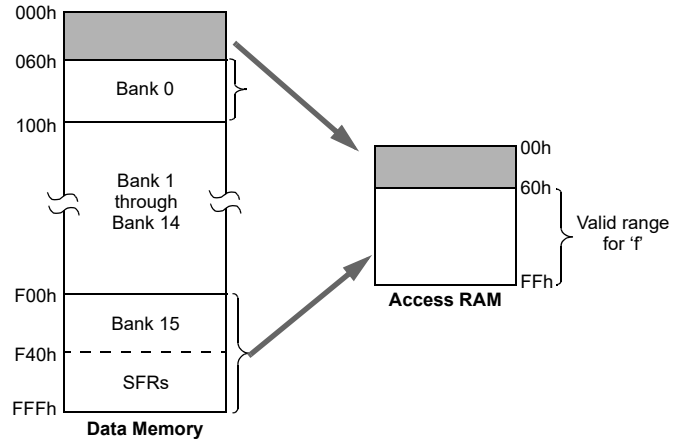 000h
060h
Bank 0
100h
Bank 1
through
Bank 14
F00h
Bank 15
F40h
SFRs
FFFh
Data Memory
00h
60h
Valid range
for ‘f’
FFh
Access RAM